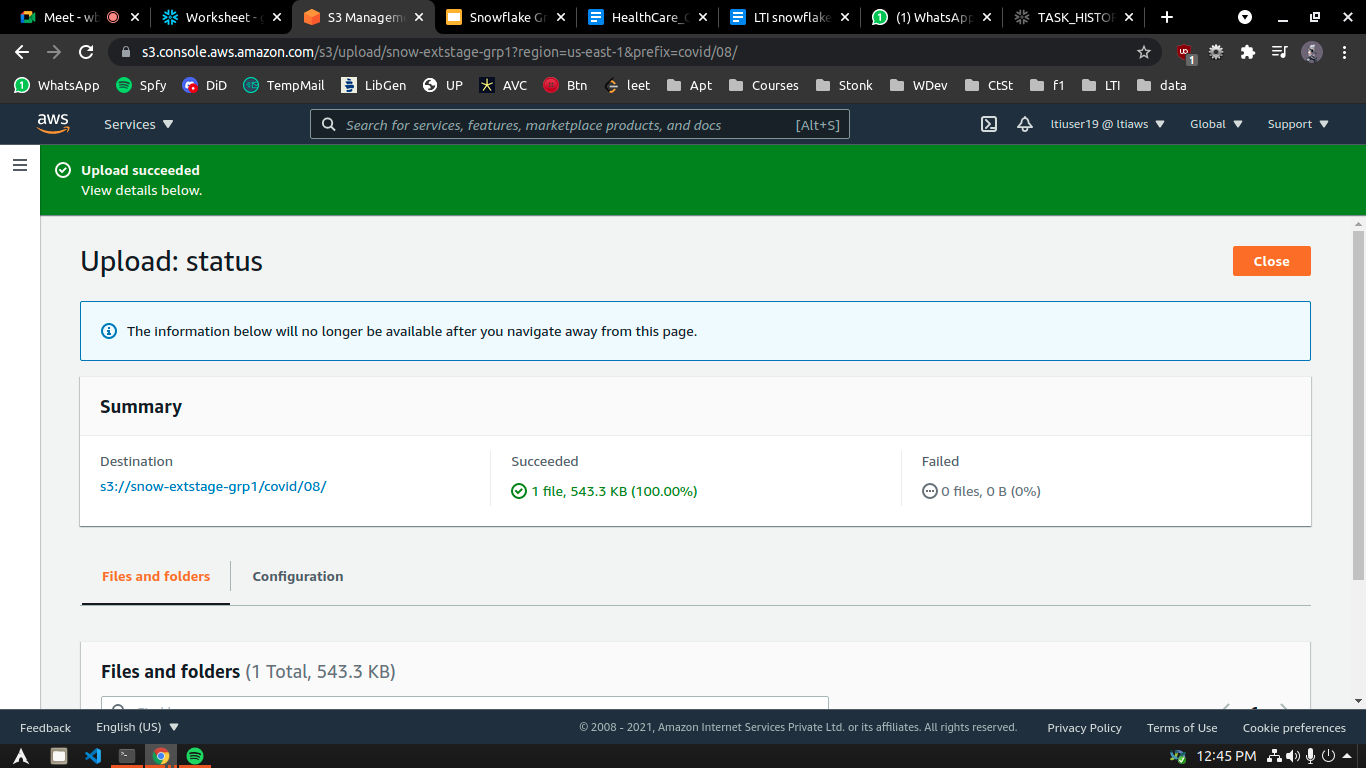 Meet - wb
Worksheet - g
S3 Managem
Snowflake Gr
HealthCare_
LTI snowflake
(1) WhatsApp
TASK_HISTOR
s3.console.aws.amazon.com/s3/upload/snow-extstage-grp1?region=us-east-1&prefix=covid/08/
1
WhatsApp Spfy DiD TempMail LibGen UP AVC Btn leet Apt Courses Stonk WDev CtSt f1 LTI data
aws Services Search for services, features, marketplace products, and docs [Alt+S] ltiuser19 @ ltiaws Global Support
Upload succeeded
View details below.
Upload: status
Close
The information below will no longer be available after you navigate away from this page.
Summary
Destination
s3://snow-extstage-grp1/covid/08/
Succeeded
1 file, 543.3 KB (100.00%)
Failed
0 files, 0 B (0%)
Files and folders
Configuration
Files and folders (1 Total, 543.3 KB)
Feedback English (US) © 2008 - 2021, Amazon Internet Services Private Ltd. or its affiliates. All rights reserved. Privacy Policy Terms of Use Cookie preferences
12:45 PM